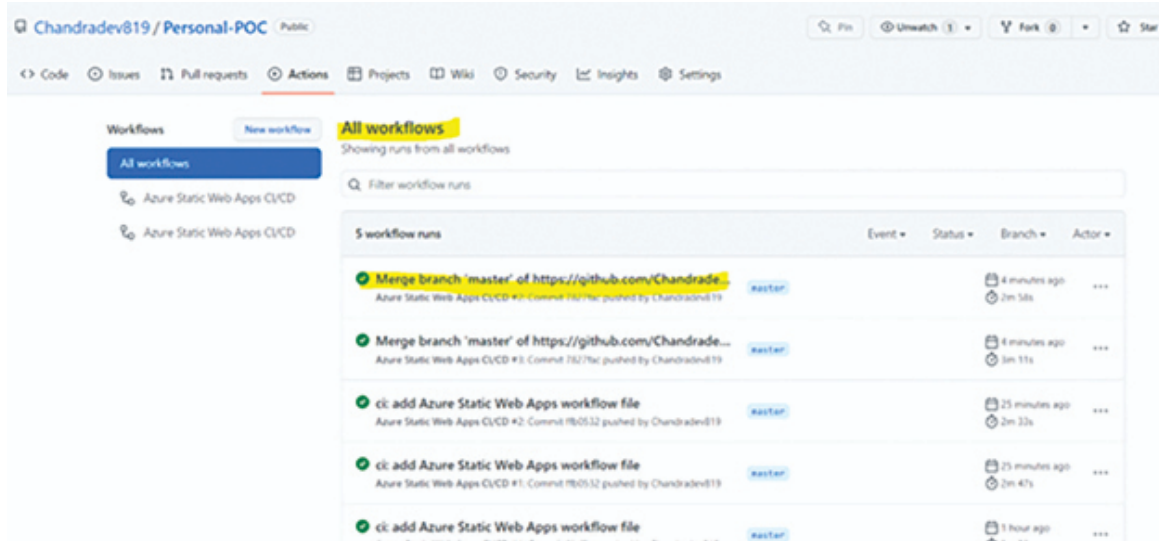 Chandradev819 / Personal-POC Public
Pin Unwatch 1 Fork 0 Star
Code Issues Pull requests Actions Projects Wiki Security Insights Settings
Workflows New workflow
All workflows
Azure Static Web Apps CI/CD
Azure Static Web Apps CI/CD
All workflows
Showing runs from all workflows
Filter workflow runs
5 workflow runs Event Status Branch Actor
Merge branch 'master' of https://github.com/Chandrade... master 4 minutes ago
Azure Static Web Apps CI/CD #2: Commit 7827fac pushed by Chandradev819 2m 58s
Merge branch 'master' of https://github.com/Chandrade... master 4 minutes ago
Azure Static Web Apps CI/CD #3: Commit 7827fac pushed by Chandradev819 3m 11s
ci: add Azure Static Web Apps workflow file master 25 minutes ago
Azure Static Web Apps CI/CD #2: Commit ffb0532 pushed by Chandradev819 2m 33s
ci: add Azure Static Web Apps workflow file master 25 minutes ago
Azure Static Web Apps CI/CD #1: Commit ffb0532 pushed by Chandradev819 2m 47s
ci: add Azure Static Web Apps workflow file master 1 hour ago